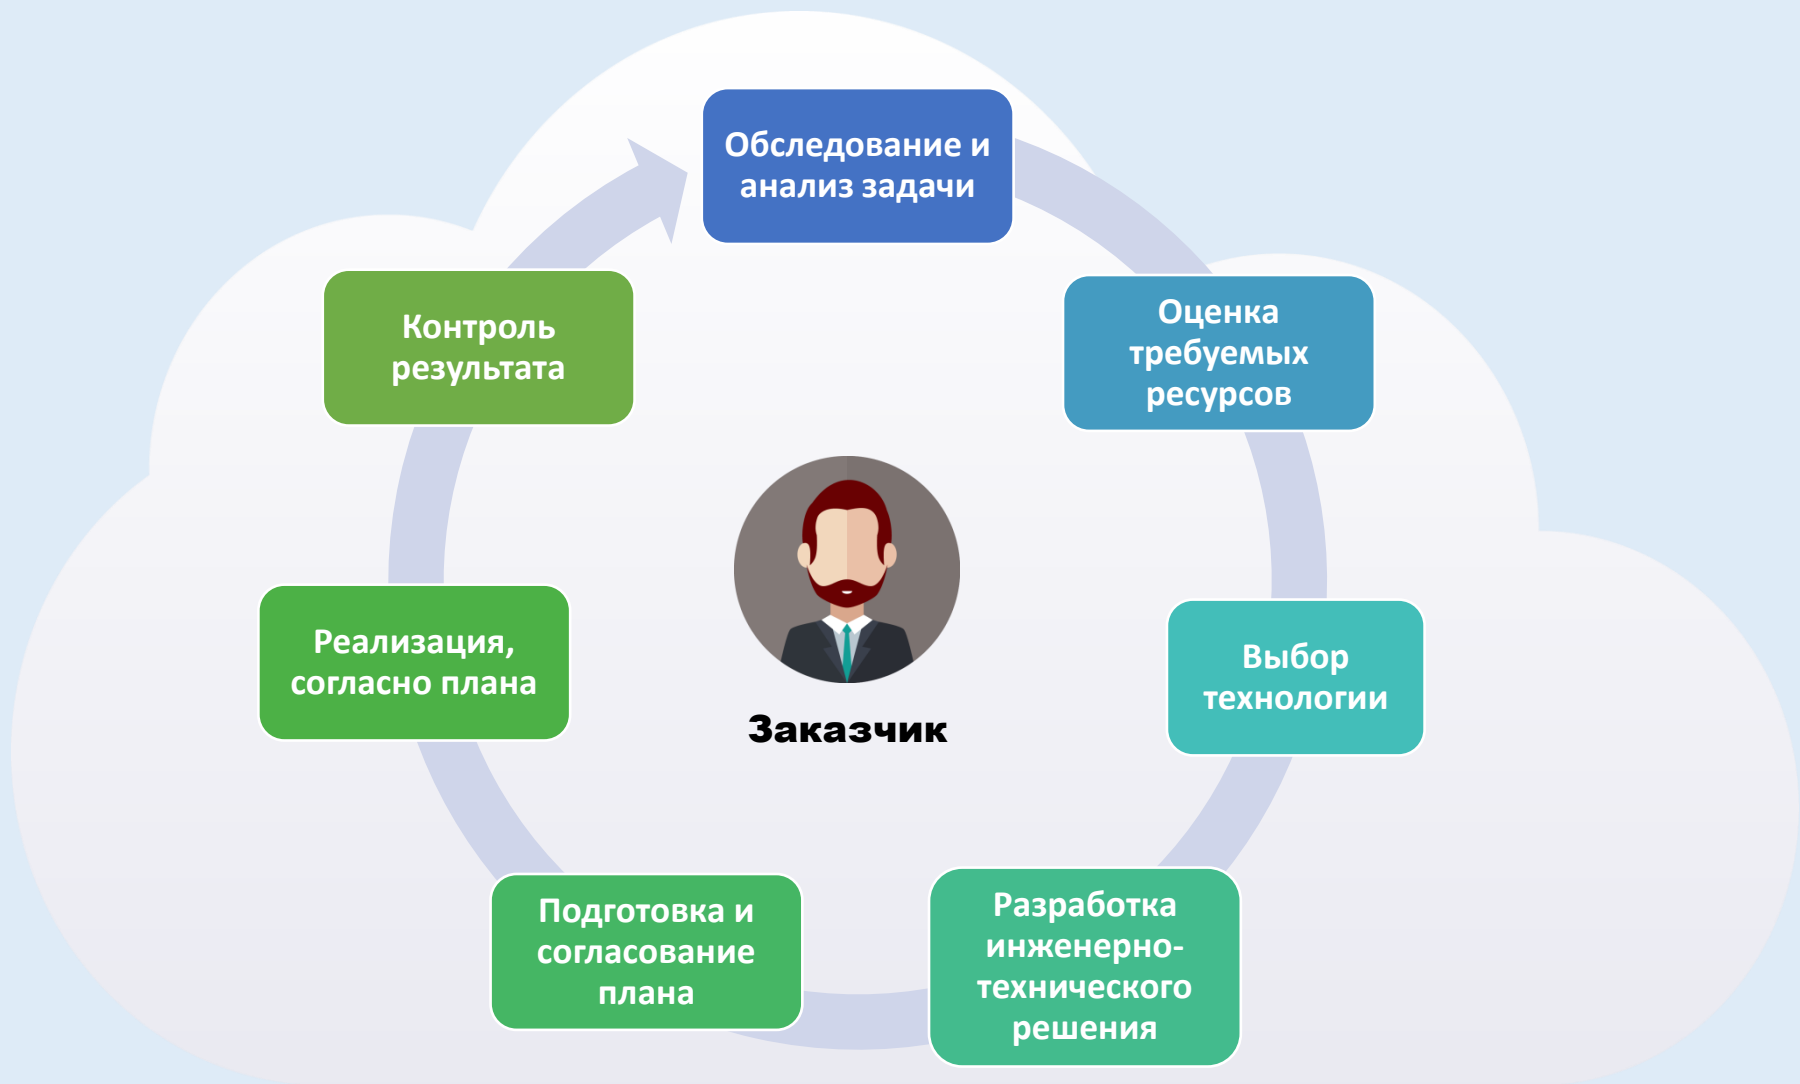 Обследование и
анализ задачи
Оценка
требуемых
ресурсов
Выбор
технологии
Разработка
инженерно-
технического
решения
Подготовка и
согласование
плана
Реализация,
согласно плана
Контроль
результата
Заказчик